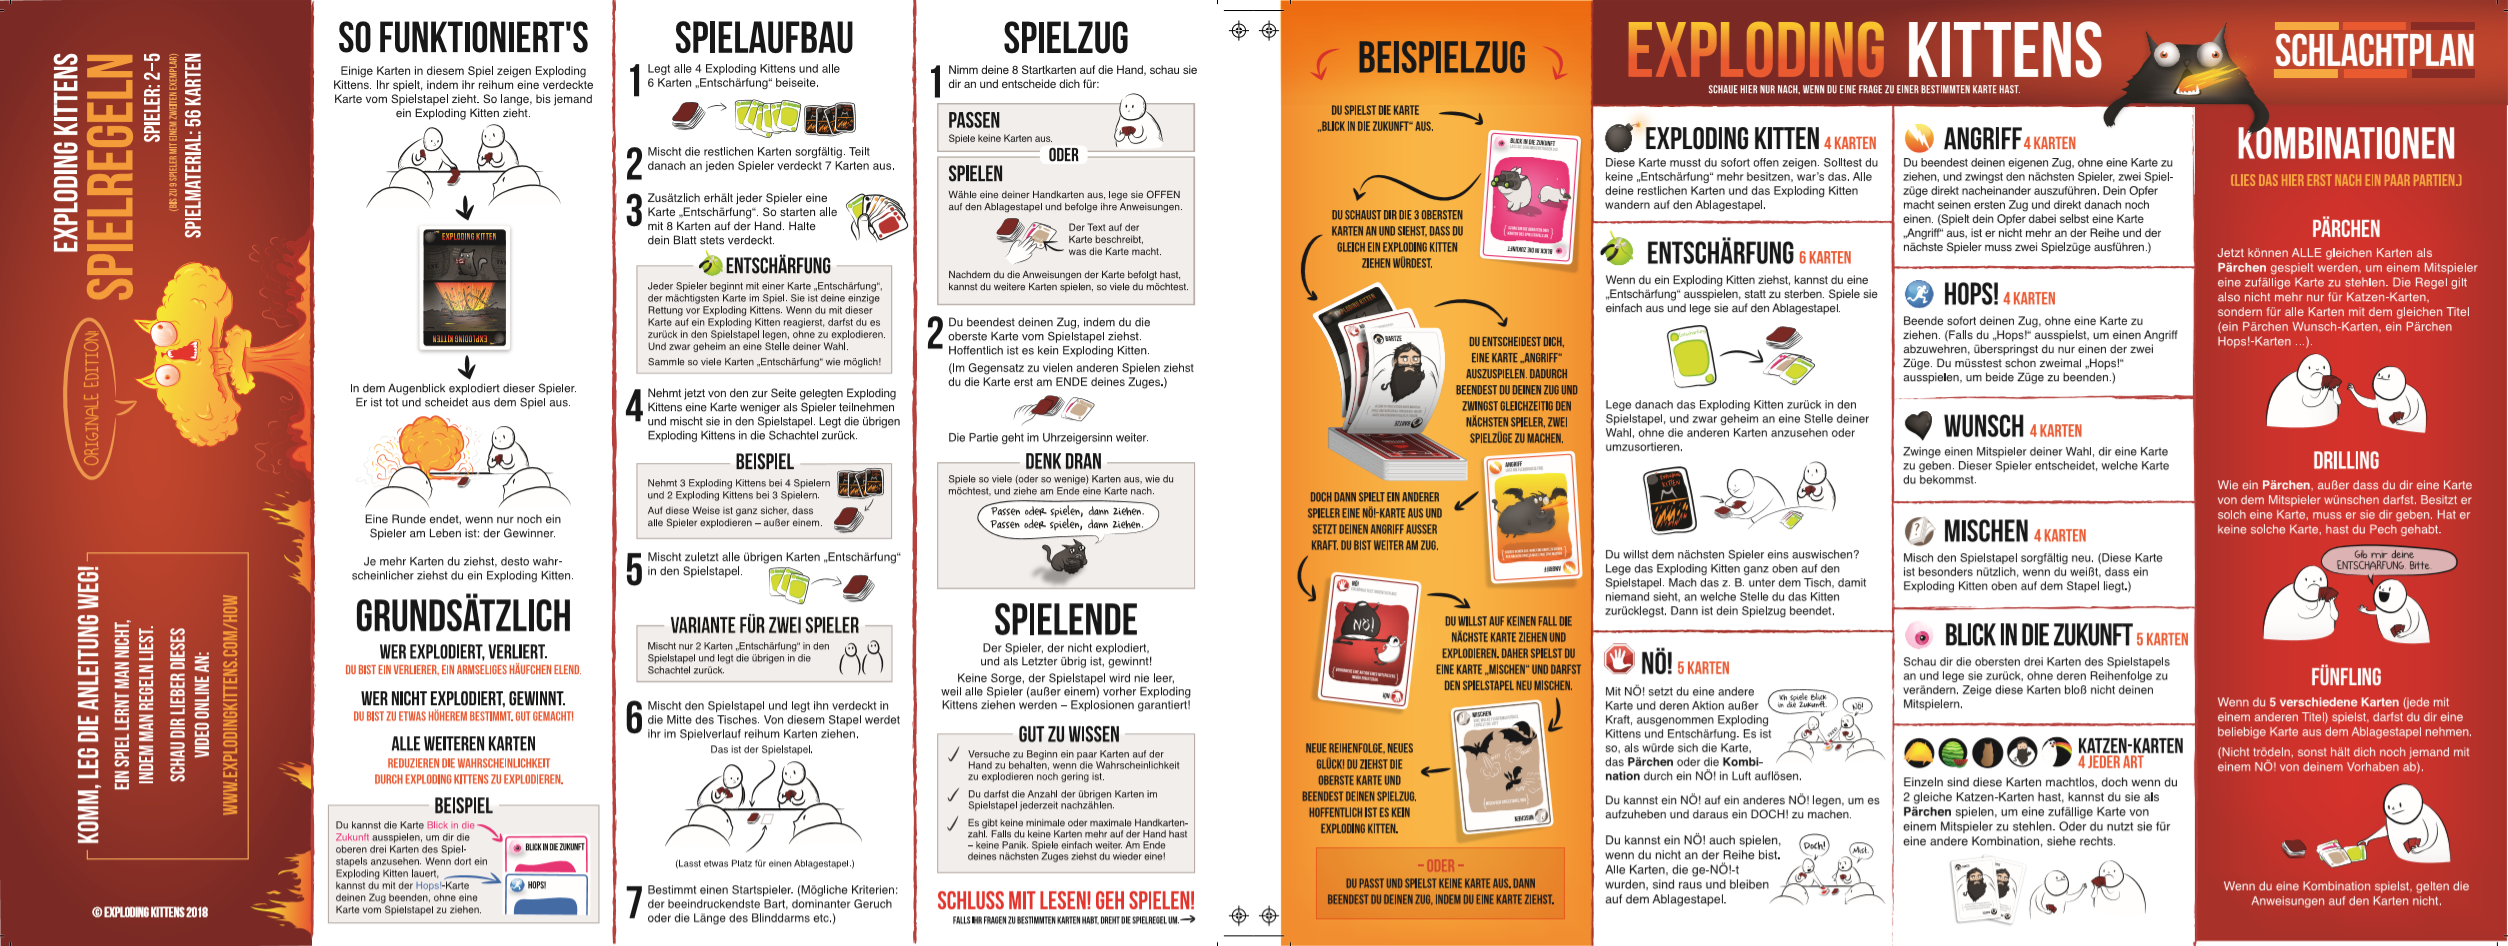 EXPLODING KITTENS
SPIELREGELN
SPIELER: 2–5
(BIS ZU 9 SPIELER MIT EINEM ZWEITEN EXEMPLAR)
SPIELMATERIAL: 56 KARTEN
ORIGINALE EDITION
KOMM, LEG DIE ANLEITUNG WEG!
EIN SPIEL LERNT MAN NICHT,
INDEM MAN REGELN LIEST.
SCHAU DIR LIEBER DIESES
VIDEO ONLINE AN:
WWW.EXPLODINGKITTENS.COM/HOW
© EXPLODING KITTENS 2018
SO FUNKTIONIERT'S
Einige Karten in diesem Spiel zeigen Exploding
Kittens. Ihr spielt, indem ihr reihum eine verdeckte
Karte vom Spielstapel zieht. So lange, bis jemand
ein Exploding Kitten zieht.
EXPLODING KITTEN
EXPLODING KITTEN
In dem Augenblick explodiert dieser Spieler.
Er ist tot und scheidet aus dem Spiel aus.
Eine Runde endet, wenn nur noch ein
Spieler am Leben ist: der Gewinner.
Je mehr Karten du ziehst, desto wahr-
scheinlicher ziehst du ein Exploding Kitten.
GRUNDSÄTZLICH
WER EXPLODIERT, VERLIERT.
DU BIST EIN VERLIERER, EIN ARMSELIGES HÄUFCHEN ELEND.
WER NICHT EXPLODIERT, GEWINNT.
DU BIST ZU ETWAS HÖHEREM BESTIMMT. GUT GEMACHT!
ALLE WEITEREN KARTEN
REDUZIEREN DIE WAHRSCHEINLICHKEIT
DURCH EXPLODING KITTENS ZU EXPLODIEREN.
BEISPIEL
Du kannst die Karte Blick in die
Zukunft ausspielen, um dir die
oberen drei Karten des Spiel-
stapels anzusehen. Wenn dort ein
Exploding Kitten lauert,
kannst du mit der Hops!-Karte
deinen Zug beenden, ohne eine
Karte vom Spielstapel zu ziehen.
BLICK IN DIE ZUKUNFT
HOPS!
SPIELAUFBAU
1 Legt alle 4 Exploding Kittens und alle
6 Karten „Entschärfung“ beiseite.
2 Mischt die restlichen Karten sorgfältig. Teilt
danach an jeden Spieler verdeckt 7 Karten aus.
3 Zusätzlich erhält jeder Spieler eine
Karte „Entschärfung“. So starten alle
mit 8 Karten auf der Hand. Halte
dein Blatt stets verdeckt.
ENTSCHÄRFUNG
Jeder Spieler beginnt mit einer Karte „Entschärfung“,
der mächtigsten Karte im Spiel. Sie ist deine einzige
Rettung vor Exploding Kittens. Wenn du mit dieser
Karte auf ein Exploding Kitten reagierst, darfst du es
zurück in den Spielstapel legen, ohne zu explodieren.
Und zwar geheim an eine Stelle deiner Wahl.
Sammle so viele Karten „Entschärfung“ wie möglich!
4 Nehmt jetzt von den zur Seite gelegten Exploding
Kittens eine Karte weniger als Spieler teilnehmen
und mischt sie in den Spielstapel. Legt die übrigen
Exploding Kittens in die Schachtel zurück.
BEISPIEL
Nehmt 3 Exploding Kittens bei 4 Spielern
und 2 Exploding Kittens bei 3 Spielern.
Auf diese Weise ist ganz sicher, dass
alle Spieler explodieren – außer einem.
5 Mischt zuletzt alle übrigen Karten „Entschärfung“
in den Spielstapel.
VARIANTE FÜR ZWEI SPIELER
Mischt nur 2 Karten „Entschärfung“ in den
Spielstapel und legt die übrigen in die
Schachtel zurück.
6 Mischt den Spielstapel und legt ihn verdeckt in
die Mitte des Tisches. Von diesem Stapel werdet
ihr im Spielverlauf reihum Karten ziehen.
Das ist der Spielstapel.
(Lasst etwas Platz für einen Ablagestapel.)
7 Bestimmt einen Startspieler. (Mögliche Kriterien:
der beeindruckendste Bart, dominanter Geruch
oder die Länge des Blinddarms etc.)
SPIELZUG
1 Nimm deine 8 Startkarten auf die Hand, schau sie
dir an und entscheide dich für:
PASSEN
Spiele keine Karten aus.
ODER
SPIELEN
Wähle eine deiner Handkarten aus, lege sie OFFEN
auf den Ablagestapel und befolge ihre Anweisungen.
Der Text auf der
Karte beschreibt,
was die Karte macht.
Nachdem du die Anweisungen der Karte befolgt hast,
kannst du weitere Karten spielen, so viele du möchtest.
2 Du beendest deinen Zug, indem du die
oberste Karte vom Spielstapel ziehst.
Hoffentlich ist es kein Exploding Kitten.
(Im Gegensatz zu vielen anderen Spielen ziehst
du die Karte erst am ENDE deines Zuges.)
Die Partie geht im Uhrzeigersinn weiter.
DENK DRAN
Spiele so viele (oder so wenige) Karten aus, wie du
möchtest, und ziehe am Ende eine Karte nach.
Passen oder spielen, dann ziehen.
Passen oder spielen, dann ziehen.
SPIELENDE
Der Spieler, der nicht explodiert,
und als Letzter übrig ist, gewinnt!
Keine Sorge, der Spielstapel wird nie leer,
weil alle Spieler (außer einem) vorher Exploding
Kittens ziehen werden – Explosionen garantiert!
GUT ZU WISSEN
Versuche zu Beginn ein paar Karten auf der
Hand zu behalten, wenn die Wahrscheinlichkeit
zu explodieren noch gering ist.
Du darfst die Anzahl der übrigen Karten im
Spielstapel jederzeit nachzählen.
Es gibt keine minimale oder maximale Handkarten-
zahl. Falls du keine Karten mehr auf der Hand hast
– keine Panik. Spiele einfach weiter. Am Ende
deines nächsten Zuges ziehst du wieder eine!
SCHLUSS MIT LESEN! GEH SPIELEN!
FALLS IHR FRAGEN ZU BESTIMMTEN KARTEN HABT, DREHT DIE SPIELREGEL UM.
BEISPIELZUG
DU SPIELST DIE KARTE
„BLICK IN DIE ZUKUNFT“ AUS.
BLICK IN DIE ZUKUNFT
BLICK IN DIE ZUKUNFT
DU SCHAUST DIR DIE 3 OBERSTEN
KARTEN AN UND SIEHST, DASS DU
GLEICH EIN EXPLODING KITTEN
ZIEHEN WÜRDEST.
EXPLODING KITTEN
BARTZE
BARTZE
DU ENTSCHEIDEST DICH,
EINE KARTE „ANGRIFF“
AUSZUSPIELEN. DADURCH
BEENDEST DU DEINEN ZUG UND
ZWINGST GLEICHZEITIG DEN
NÄCHSTEN SPIELER, ZWEI
SPIELZÜGE ZU MACHEN.
ANGRIFF
ANGRIFF
DOCH DANN SPIELT EIN ANDERER
SPIELER EINE NÖ!-KARTE AUS UND
SETZT DEINEN ANGRIFF AUSSER
KRAFT. DU BIST WEITER AM ZUG.
NÖ!
NÖ!
NÖ!
DU WILLST AUF KEINEN FALL DIE
NÄCHSTE KARTE ZIEHEN UND
EXPLODIEREN. DAHER SPIELST DU
EINE KARTE „MISCHEN“ UND DARFST
DEN SPIELSTAPEL NEU MISCHEN.
MISCHEN
MISCHEN
NEUE REIHENFOLGE, NEUES
GLÜCK! DU ZIEHST DIE
OBERSTE KARTE UND
BEENDEST DEINEN SPIELZUG.
HOFFENTLICH IST ES KEIN
EXPLODING KITTEN.
– ODER –
DU PASST UND SPIELST KEINE KARTE AUS, DANN
BEENDEST DU DEINEN ZUG, INDEM DU EINE KARTE ZIEHST.
EXPLODING KITTENS
SCHAUE HIER NUR NACH, WENN DU EINE FRAGE ZU EINER BESTIMMTEN KARTE HAST.
SCHLACHTPLAN
EXPLODING KITTEN 4 KARTEN
Diese Karte musst du sofort offen zeigen. Solltest du
keine „Entschärfung“ mehr besitzen, war's das. Alle
deine restlichen Karten und das Exploding Kitten
wandern auf den Ablagestapel.
ENTSCHÄRFUNG 6 KARTEN
Wenn du ein Exploding Kitten ziehst, kannst du eine
„Entschärfung“ ausspielen, statt zu sterben. Spiele sie
einfach aus und lege sie auf den Ablagestapel.
Lege danach das Exploding Kitten zurück in den
Spielstapel, und zwar geheim an eine Stelle deiner
Wahl, ohne die anderen Karten anzusehen oder
umzusortieren.
Du willst dem nächsten Spieler eins auswischen?
Lege das Exploding Kitten ganz oben auf den
Spielstapel. Mach das z. B. unter dem Tisch, damit
niemand sieht, an welche Stelle du das Kitten
zurücklegst. Dann ist dein Spielzug beendet.
NÖ! 5 KARTEN
Mit NÖ! setzt du eine andere
Karte und deren Aktion außer
Kraft, ausgenommen Exploding
Kittens und Entschärfung. Es ist
so, als würde sich die Karte,
das Pärchen oder die Kombi-
nation durch ein NÖ! in Luft auflösen.
Ich spiele Blick
in die Zukunft.
NÖ!
Du kannst ein NÖ! auf ein anderes NÖ! legen, um es
aufzuheben und daraus ein DOCH! zu machen.
Du kannst ein NÖ! auch spielen,
wenn du nicht an der Reihe bist.
Alle Karten, die ge-NÖ!-t
wurden, sind raus und bleiben
auf dem Ablagestapel.
Doch!
Mist.
ANGRIFF 4 KARTEN
Du beendest deinen eigenen Zug, ohne eine Karte zu
ziehen, und zwingst den nächsten Spieler, zwei Spiel-
züge direkt nacheinander auszuführen. Dein Opfer
macht seinen ersten Zug und direkt danach noch
einen. (Spielt dein Opfer dabei selbst eine Karte
„Angriff“ aus, ist er nicht mehr an der Reihe und der
nächste Spieler muss zwei Spielzüge ausführen.)
HOPS! 4 KARTEN
Beende sofort deinen Zug, ohne eine Karte zu
ziehen. (Falls du „Hops!“ ausspielst, um einen Angriff
abzuwehren, überspringst du nur einen der zwei
Züge. Du müsstest schon zweimal „Hops!“
ausspielen, um beide Züge zu beenden.)
WUNSCH 4 KARTEN
Zwinge einen Mitspieler deiner Wahl, dir eine Karte
zu geben. Dieser Spieler entscheidet, welche Karte
du bekommst.
MISCHEN 4 KARTEN
Misch den Spielstapel sorgfältig neu. (Diese Karte
ist besonders nützlich, wenn du weißt, dass ein
Exploding Kitten oben auf dem Stapel liegt.)
BLICK IN DIE ZUKUNFT 5 KARTEN
Schau dir die obersten drei Karten des Spielstapels
an und lege sie zurück, ohne deren Reihenfolge zu
verändern. Zeige diese Karten bloß nicht deinen
Mitspielern.
KATZEN-KARTEN
4 JEDER ART
Einzeln sind diese Karten machtlos, doch wenn du
2 gleiche Katzen-Karten hast, kannst du sie als
Pärchen spielen, um eine zufällige Karte von
einem Mitspieler zu stehlen. Oder du nutzt sie für
eine andere Kombination, siehe rechts.
KOMBINATIONEN
(LIES DAS HIER ERST NACH EIN PAAR PARTIEN.)
PÄRCHEN
Jetzt können ALLE gleichen Karten als
Pärchen gespielt werden, um einem Mitspieler
eine zufällige Karte zu stehlen. Die Regel gilt
also nicht mehr nur für Katzen-Karten,
sondern für alle Karten mit dem gleichen Titel
(ein Pärchen Wunsch-Karten, ein Pärchen
Hops!-Karten ...).
DRILLING
Wie ein Pärchen, außer dass du dir eine Karte
von dem Mitspieler wünschen darfst. Besitzt er
solch eine Karte, muss er sie dir geben. Hat er
keine solche Karte, hast du Pech gehabt.
Gib mir deine
ENTSCHÄRFUNG. Bitte.
FÜNFLING
Wenn du 5 verschiedene Karten (jede mit
einem anderen Titel) spielst, darfst du dir eine
beliebige Karte aus dem Ablagestapel nehmen.
(Nicht trödeln, sonst hält dich noch jemand mit
einem NÖ! von deinem Vorhaben ab).
Wenn du eine Kombination spielst, gelten die
Anweisungen auf den Karten nicht.